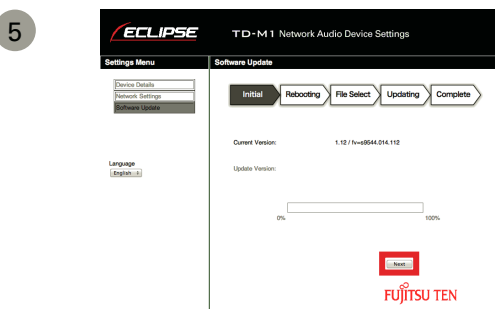 5
ECLIPSE
TD-M1 Network Audio Device Settings
Settings Menu
Software Update
Device Details
Network Settings
Software Update
Initial
Rebooting
File Select
Updating
Complete
Current Version: 1.12 / fv=s9544.014.112
Update Version:
Language
English
0% 100%
Next
FUJITSU TEN